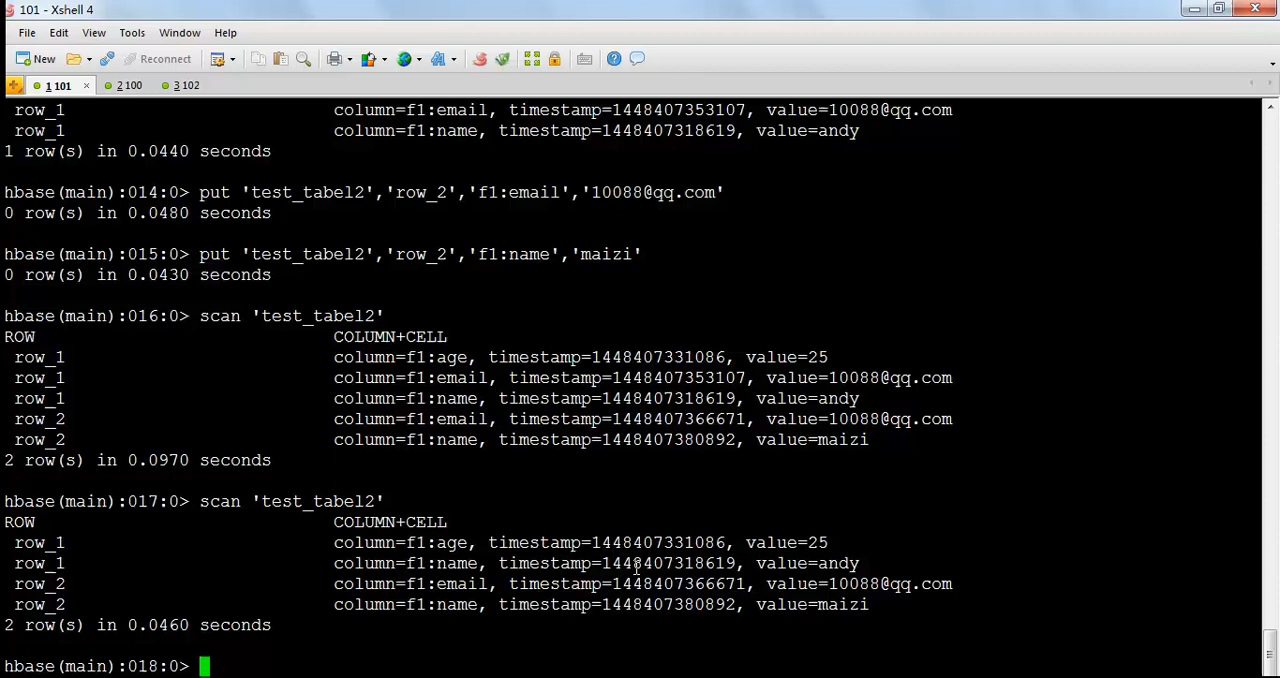 101 - Xshell 4
File Edit View Tools Window Help
New Reconnect
1 101 2 100 3 102
row_1 column=f1:email, timestamp=1448407353107, value=10088@qq.com
row_1 column=f1:name, timestamp=1448407318619, value=andy
1 row(s) in 0.0440 seconds
hbase(main):014:0> put 'test_tabel2','row_2','f1:email','10088@qq.com'
0 row(s) in 0.0480 seconds
hbase(main):015:0> put 'test_tabel2','row_2','f1:name','maizi'
0 row(s) in 0.0430 seconds
hbase(main):016:0> scan 'test_tabel2'
ROW COLUMN+CELL
row_1 column=f1:age, timestamp=1448407331086, value=25
row_1 column=f1:email, timestamp=1448407353107, value=10088@qq.com
row_1 column=f1:name, timestamp=1448407318619, value=andy
row_2 column=f1:email, timestamp=1448407366671, value=10088@qq.com
row_2 column=f1:name, timestamp=1448407380892, value=maizi
2 row(s) in 0.0970 seconds
hbase(main):017:0> scan 'test_tabel2'
ROW COLUMN+CELL
row_1 column=f1:age, timestamp=1448407331086, value=25
row_1 column=f1:name, timestamp=1448407318619, value=andy
row_2 column=f1:email, timestamp=1448407366671, value=10088@qq.com
row_2 column=f1:name, timestamp=1448407380892, value=maizi
2 row(s) in 0.0460 seconds
hbase(main):018:0>